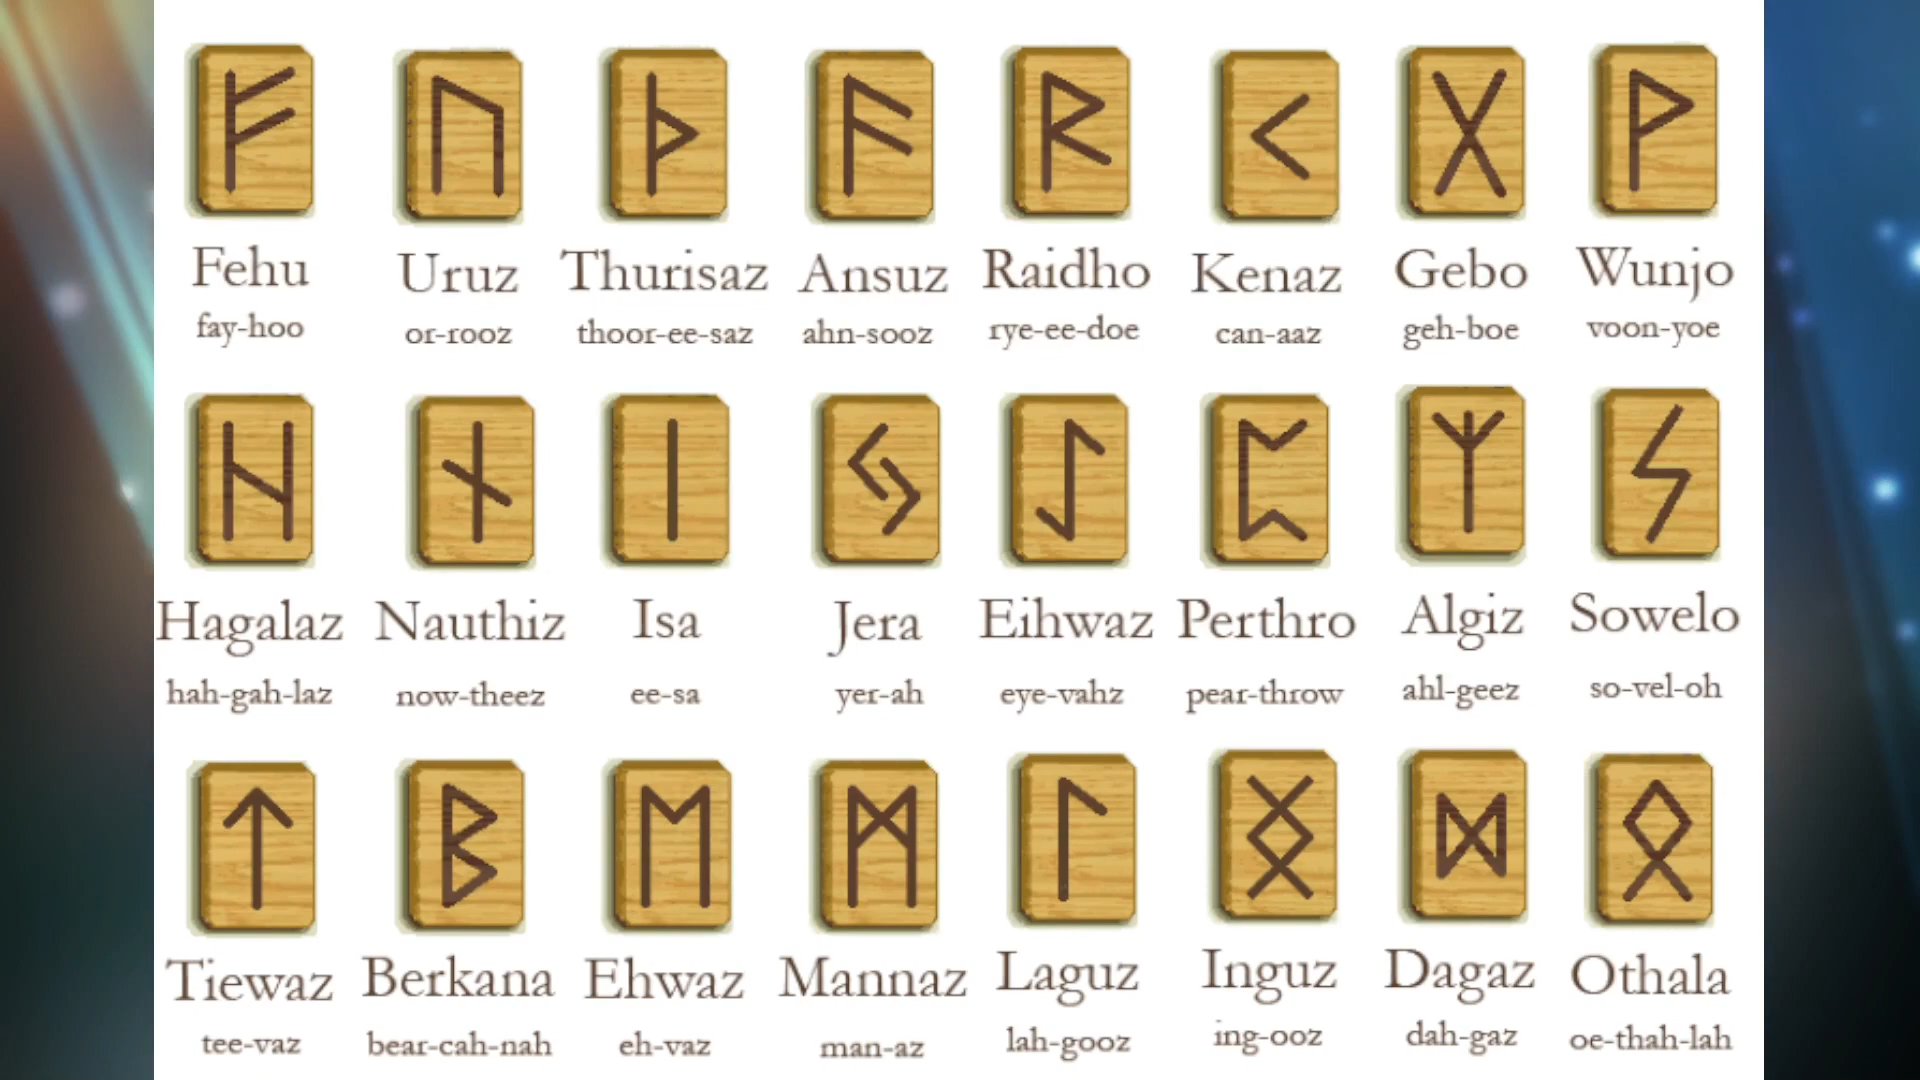 ᚠ ᚢ ᚦ ᚨ ᚱ ᚲ ᚷ ᚹ
Fehu Uruz Thurisaz Ansuz Raidho Kenaz Gebo Wunjo
fay-hoo or-rooz thoor-ee-saz ahn-sooz rye-ee-doe can-aaz geh-boe voon-yoe
ᚺ ᚾ ᛁ ᛃ ᛇ ᛈ ᛉ ᛊ
Hagalaz Nauthiz Isa Jera Eihwaz Perthro Algiz Sowelo
hah-gah-laz now-theez ee-sa yer-ah eye-vahz pear-throw ahl-geez so-vel-oh
ᛏ ᛒ ᛖ ᛗ ᛚ ᛝ ᛞ ᛟ
Tiewaz Berkana Ehwaz Mannaz Laguz Inguz Dagaz Othala
tee-vaz bear-cah-nah eh-vaz man-az lah-gooz ing-ooz dah-gaz oe-thah-lah